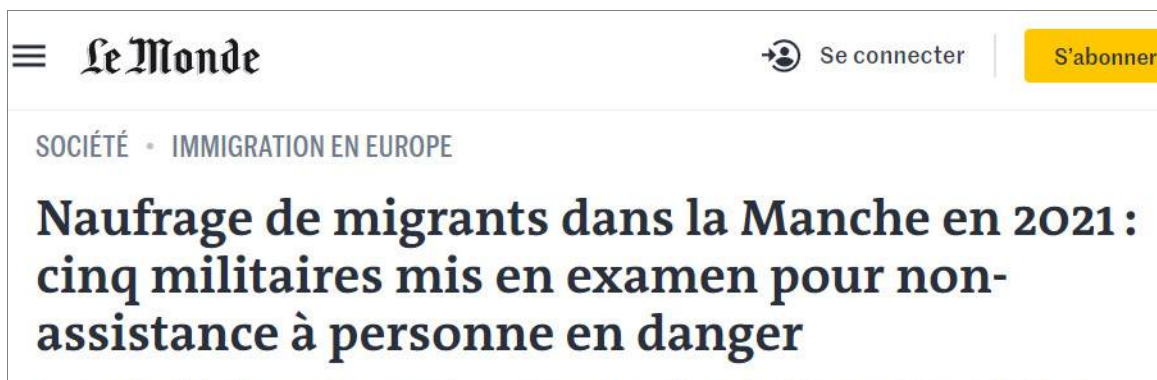 Le Monde
Se connecter
S'abonner
SOCIÉTÉ • IMMIGRATION EN EUROPE
Naufrage de migrants dans la Manche en 2021 :
cinq militaires mis en examen pour non-
assistance à personne en danger